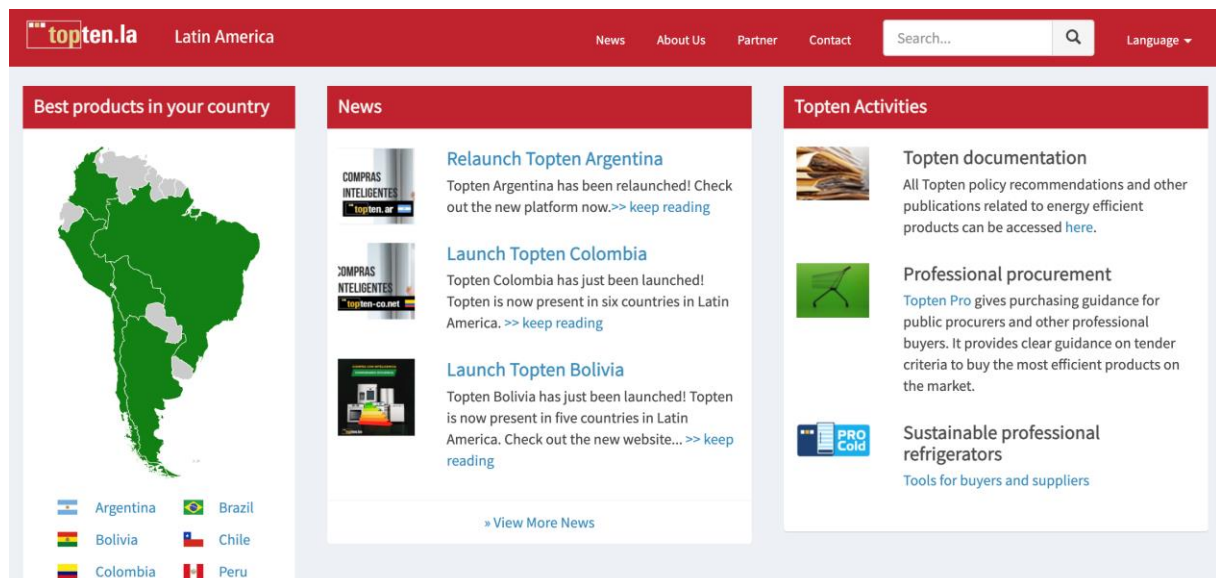 topten.la
Latin America
News
About Us
Partner
Contact
Search...
Language
Best products in your country
Argentina
Brazil
Bolivia
Chile
Colombia
Peru
News
COMPRAS
INTELIGENTES
topten.ar
Relaunch Topten Argentina
Topten Argentina has been relaunched! Check
out the new platform now.>> keep reading
COMPRAS
NTELIGENTES
topten-co.net
Launch Topten Colombia
Topten Colombia has just been launched!
Topten is now present in six countries in Latin
America. >> keep reading
topten.la
Launch Topten Bolivia
Topten Bolivia has just been launched! Topten
is now present in five countries in Latin
America. Check out the new website... >> keep
reading
» View More News
Topten Activities
Topten documentation
All Topten policy recommendations and other
publications related to energy efficient
products can be accessed here.
Professional procurement
Topten Pro gives purchasing guidance for
public procurers and other professional
buyers. It provides clear guidance on tender
criteria to buy the most efficient products on
the market.
PRO
Cold
Sustainable professional
refrigerators
Tools for buyers and suppliers